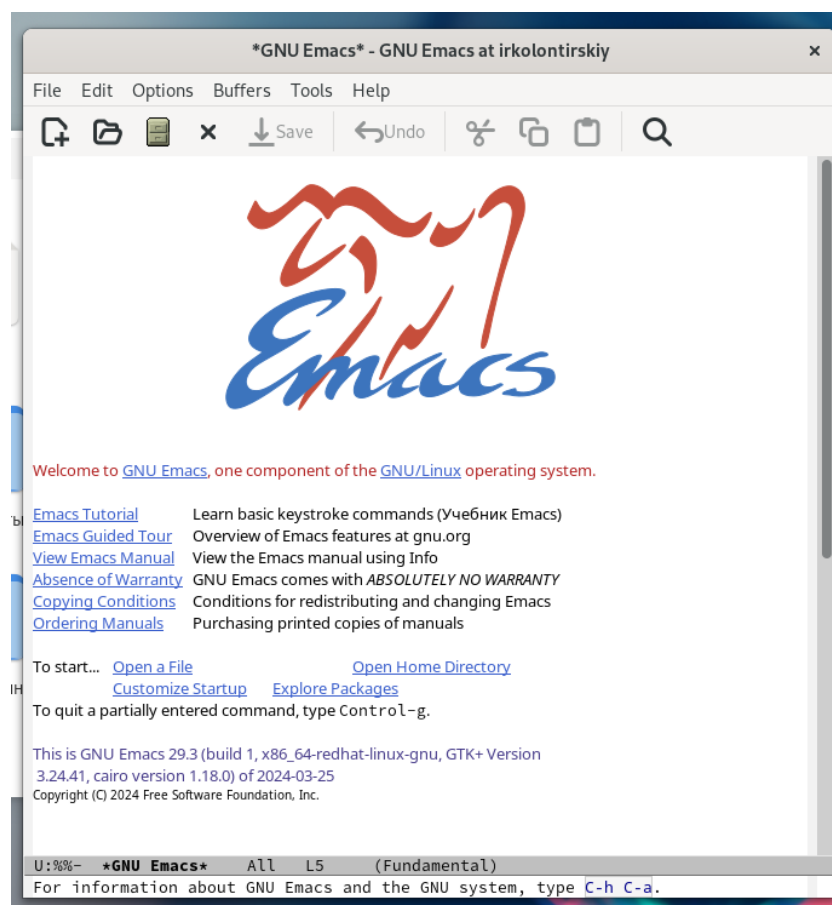 *GNU Emacs* - GNU Emacs at irkolontirskiy
File Edit Options Buffers Tools Help
Save Undo
Emacs
Welcome to GNU Emacs, one component of the GNU/Linux operating system.
Emacs Tutorial Learn basic keystroke commands (Учебник Emacs)
Emacs Guided Tour Overview of Emacs features at gnu.org
View Emacs Manual View the Emacs manual using Info
Absence of Warranty GNU Emacs comes with ABSOLUTELY NO WARRANTY
Copying Conditions Conditions for redistributing and changing Emacs
Ordering Manuals Purchasing printed copies of manuals
To start... Open a File Open Home Directory
Customize Startup Explore Packages
To quit a partially entered command, type Control-g.
This is GNU Emacs 29.3 (build 1, x86_64-redhat-linux-gnu, GTK+ Version
3.24.41, cairo version 1.18.0) of 2024-03-25
Copyright (C) 2024 Free Software Foundation, Inc.
U:%%- *GNU Emacs* All L5 (Fundamental)
For information about GNU Emacs and the GNU system, type C-h C-a.